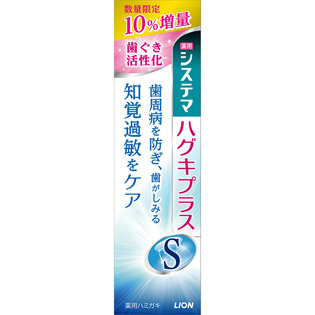 数量限定
10%増量
歯ぐき
活性化
薬用
システマ
ハグキプラス
S
歯周病を防ぎ、歯がしみる
知覚過敏をケア
薬用ハミガキ
LION